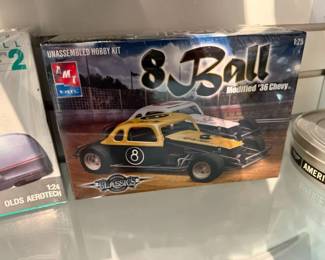 UNASSEMBLED HOBBY KIT
1:25
AMT
ERTL
8 Ball
Modified '36 Chevy
8
CLASSICS
2
1:24
OLDS AEROTECH
AMERI